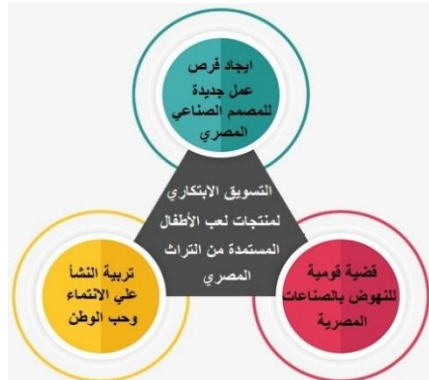 ايجاد فرص
عمل جديدة
للمصمم الصناعي
المصري
التسويق الابتكاري
لمنتجات لعب الأطفال
المستمدة من التراث
المصري
قضية قومية
للنهوض بالصناعات
المصرية
تربية النشأ
علي الانتماء
وحب الوطن